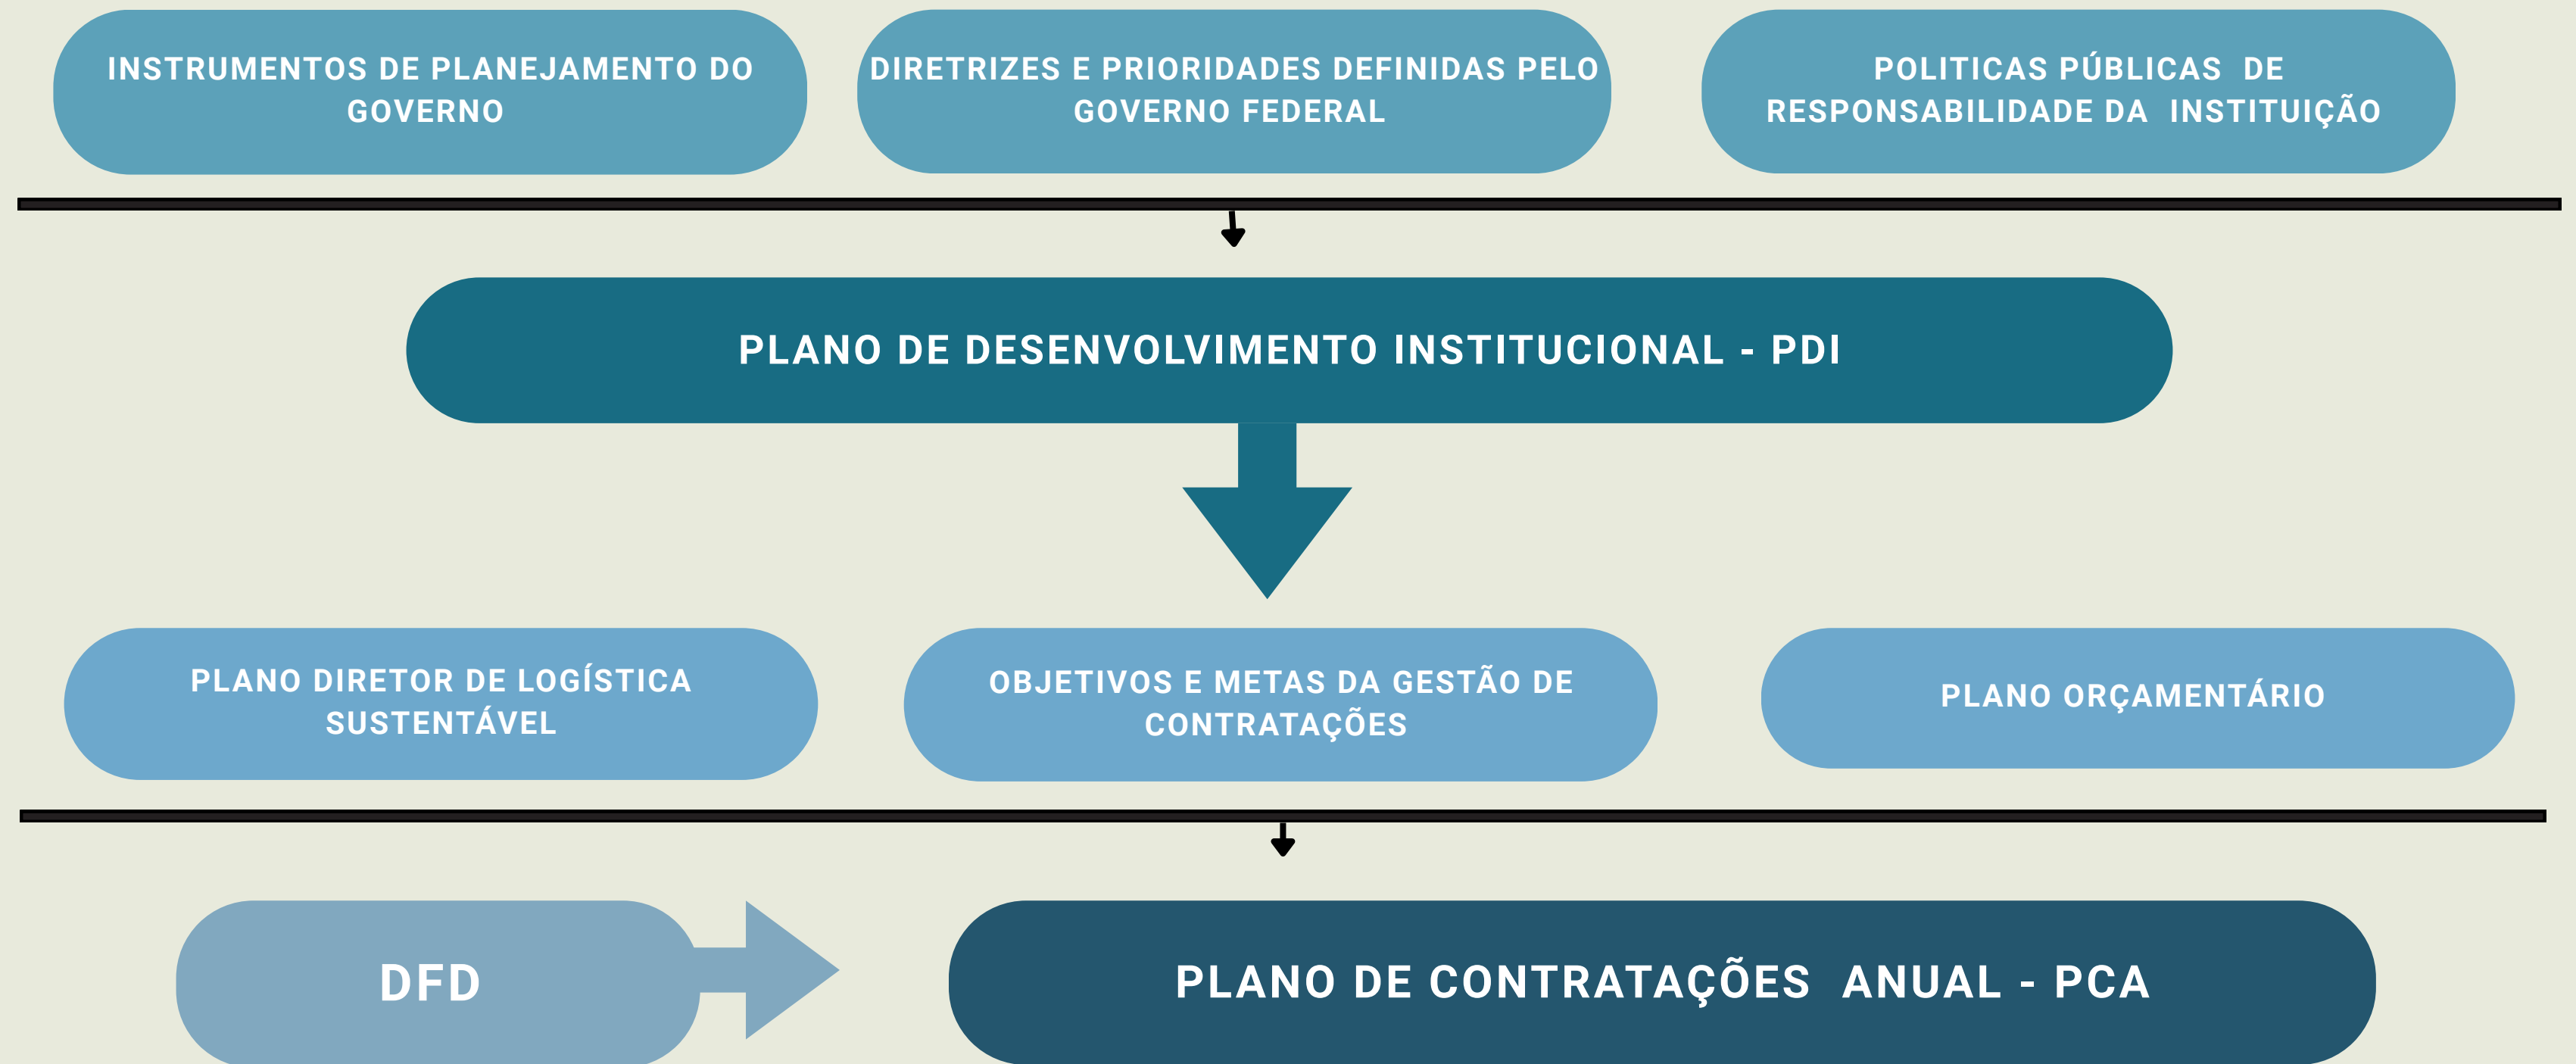 INSTRUMENTOS DE PLANEJAMENTO DO
GOVERNO
DIRETRIZES E PRIORIDADES DEFINIDAS PELO
GOVERNO FEDERAL
POLITICAS PÚBLICAS  DE
RESPONSABILIDADE DA  INSTITUIÇÃO
PLANO DE DESENVOLVIMENTO INSTITUCIONAL - PDI
PLANO DIRETOR DE LOGÍSTICA
SUSTENTÁVEL
OBJETIVOS E METAS DA GESTÃO DE
CONTRATAÇÕES
PLANO ORÇAMENTÁRIO
DFD
PLANO DE CONTRATAÇÕES  ANUAL - PCA